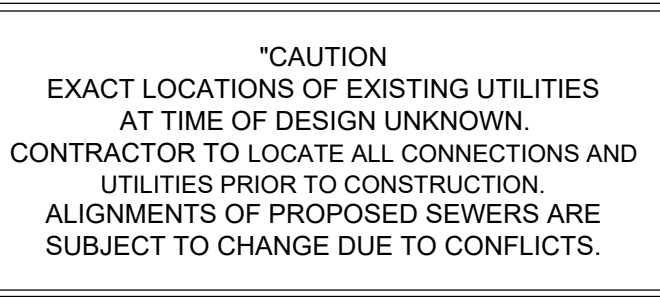 "CAUTION
EXACT LOCATIONS OF EXISTING UTILITIES
AT TIME OF DESIGN UNKNOWN.
CONTRACTOR TO LOCATE ALL CONNECTIONS AND
UTILITIES PRIOR TO CONSTRUCTION.
ALIGNMENTS OF PROPOSED SEWERS ARE
SUBJECT TO CHANGE DUE TO CONFLICTS.